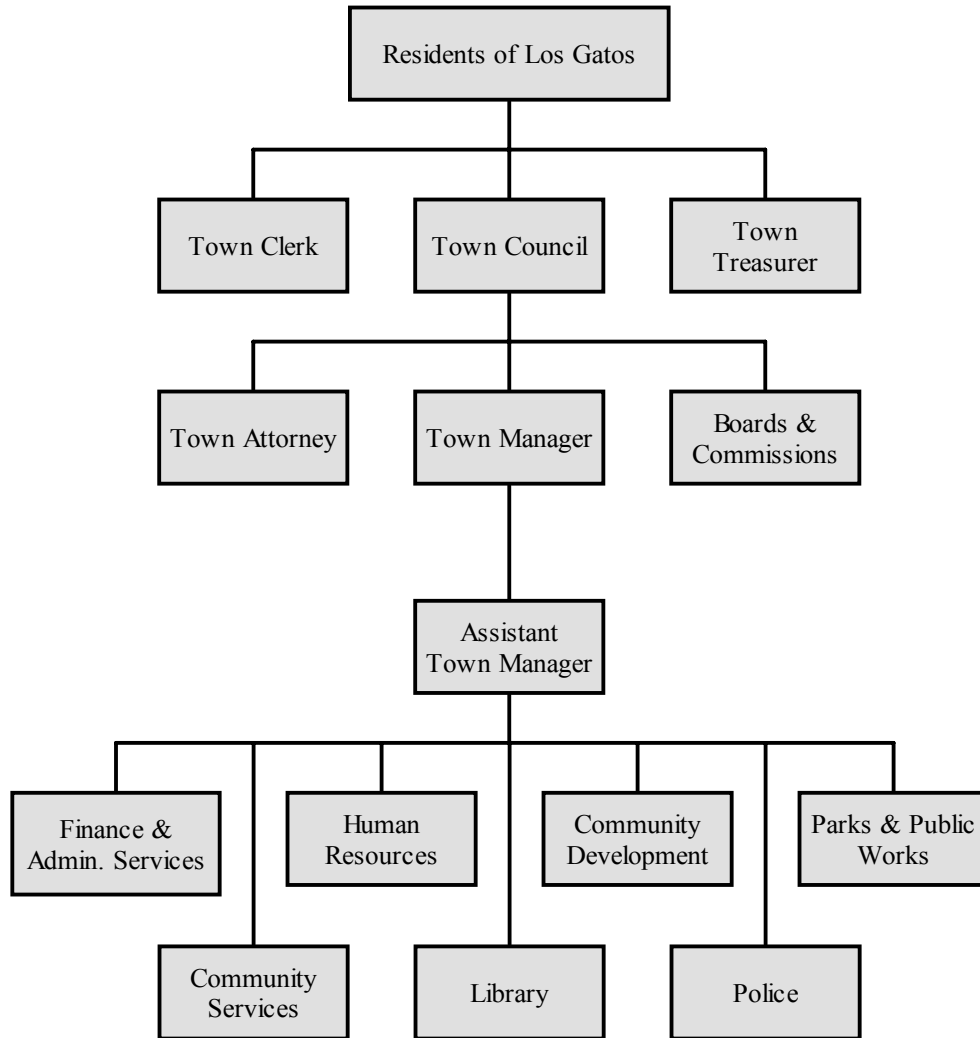 Residents of Los Gatos
Town Clerk
Town Council
Town
Treasurer
Town Attorney
Town Manager
Boards &
Commissions
Assistant
Town Manager
Finance &
Admin. Services
Human
Resources
Community
Development
Parks & Public
Works
Community
Services
Library
Police